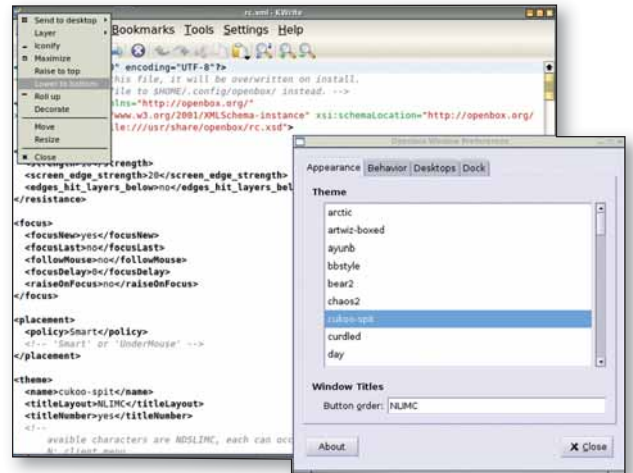 rc.xml - KWrite
Bookmarks Tools Settings Help
Send to desktop
Layer
Iconify
Maximize
Raise to top
Lower to bottom
Roll up
Decorate
Move
Resize
Close
encoding="UTF-8"?>
this file, it will be overwritten on install.
file to $HOME/.config/openbox/ instead. -->
"http://openbox.org/"
www.w3.org/2001/XMLSchema-instance" xsi:schemaLocation="http://openbox.org/
ile:///usr/share/openbox/rc.xsd">
<screen_edge_strength>20</screen_edge_strength>
<edges_hit_layers_below>no</edges_hit_layers_bel
</resistance>
<focus>
<focusNew>yes</focusNew>
<focusLast>no</focusLast>
<followMouse>no</followMouse>
<focusDelay>0</focusDelay>
<raiseOnFocus>no</raiseOnFocus>
</focus>
<placement>
<policy>Smart</policy>
<!-- 'Smart' or 'UnderMouse' -->
</placement>
<theme>
<name>cukoo-spit</name>
<titleLayout>NLIMC</titleLayout>
<titleNumber>yes</titleNumber>
<!--
avaible characters are NDSLIMC, each can occ
N: client menu
Openbox Window Preferences
Appearance Behavior Desktops Dock
Theme
arctic
artwiz-boxed
ayunb
bbstyle
bear2
chaos2
cukoo-spit
curdled
day
Window Titles
Button order: NLIMC
About
Close